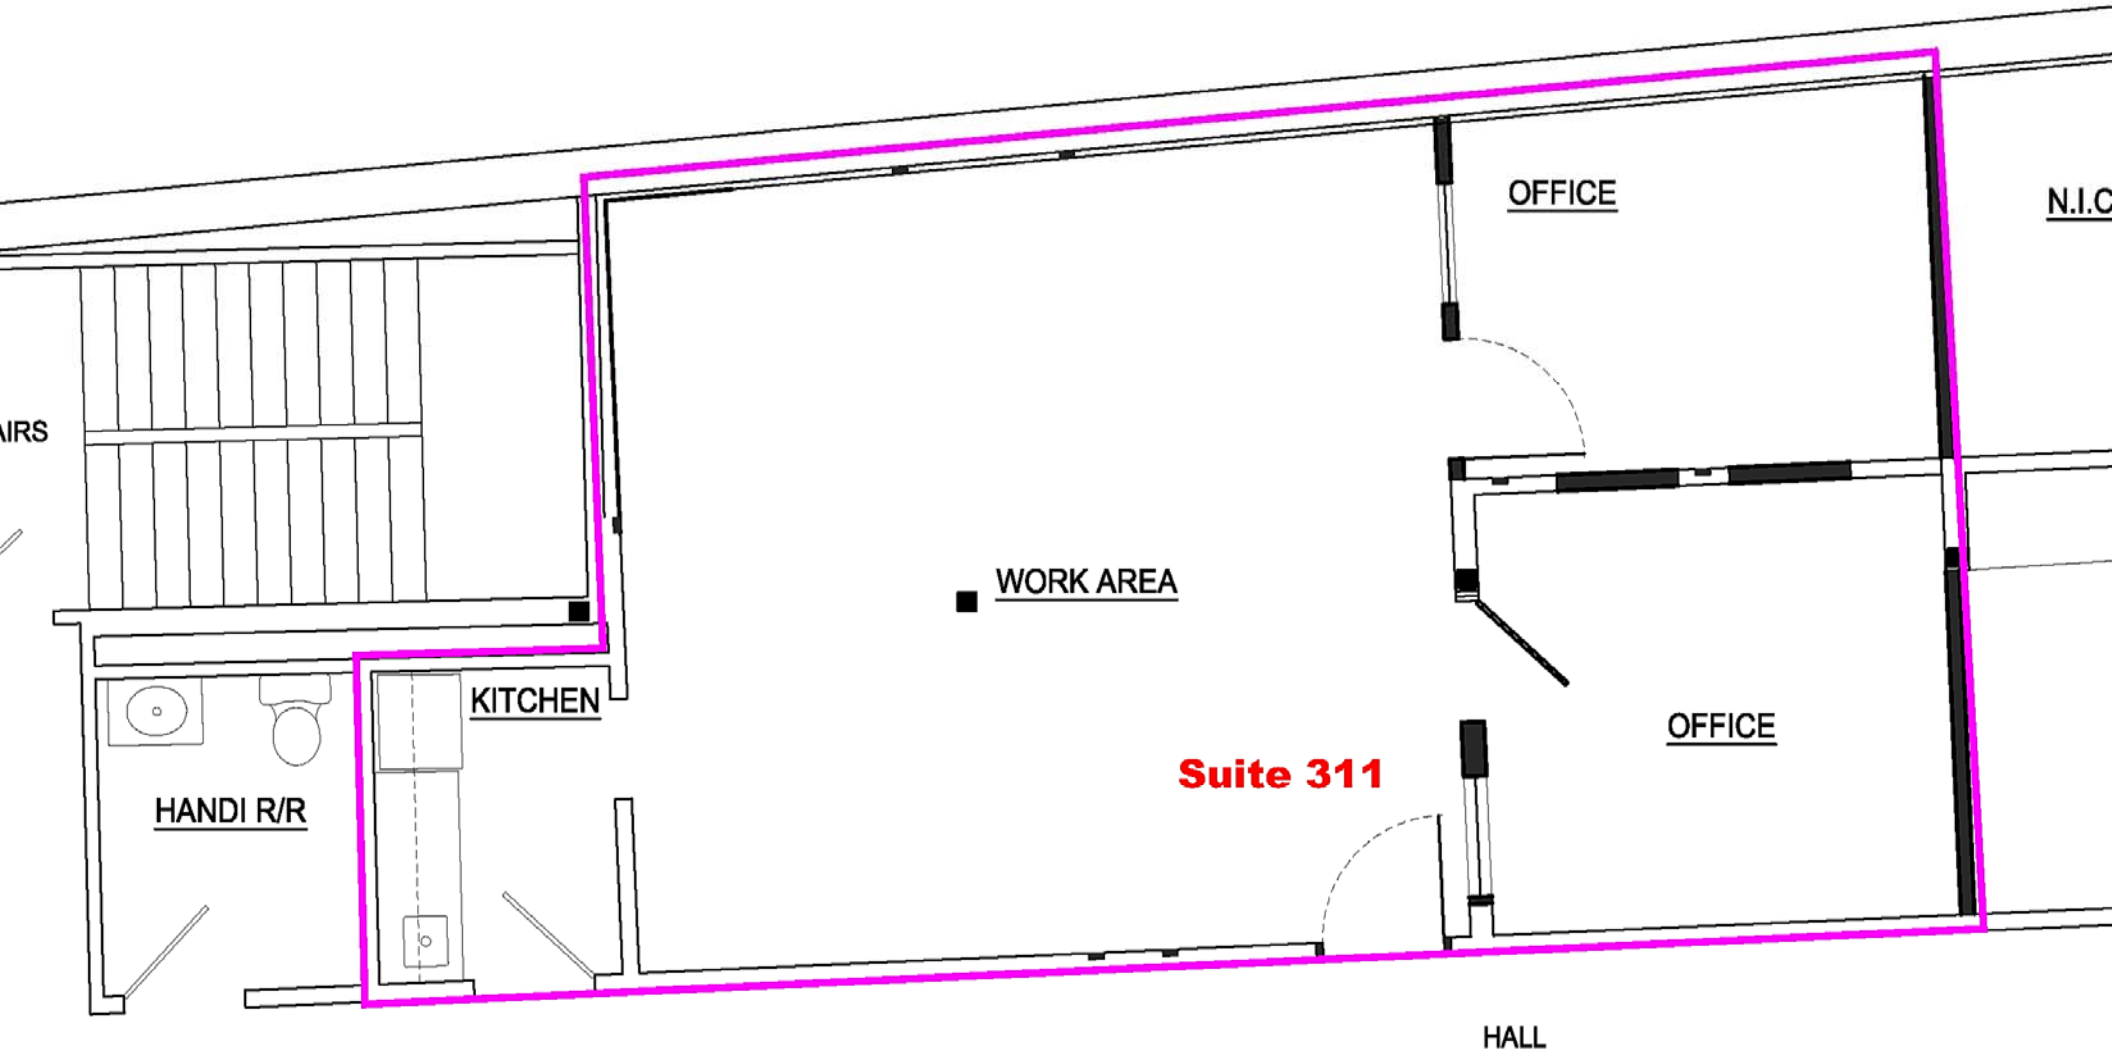 OFFICE
N.I.C
AIRS
WORK AREA
KITCHEN
OFFICE
Suite 311
HANDI R/R
HALL